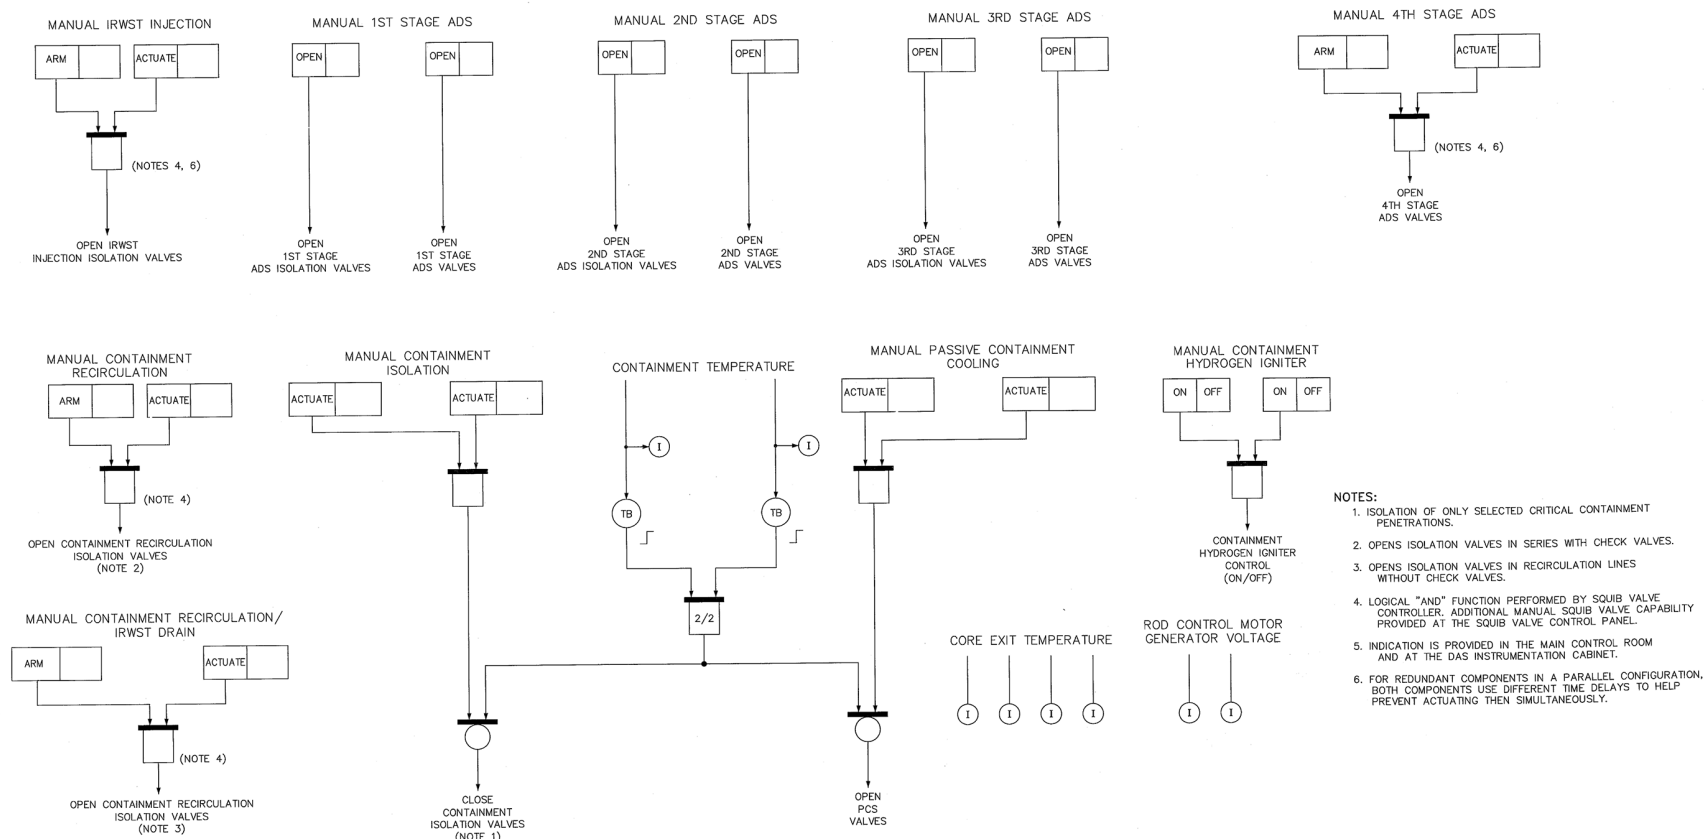 MANUAL IRWST INJECTION
ARM
ACTUATE
(NOTES 4, 6)
OPEN IRWST
INJECTION ISOLATION VALVES
MANUAL 1ST STAGE ADS
OPEN
OPEN
OPEN
1ST STAGE
ADS ISOLATION VALVES
OPEN
1ST STAGE
ADS VALVES
MANUAL 2ND STAGE ADS
OPEN
OPEN
OPEN
2ND STAGE
ADS ISOLATION VALVES
OPEN
2ND STAGE
ADS VALVES
MANUAL 3RD STAGE ADS
OPEN
OPEN
OPEN
3RD STAGE
ADS ISOLATION VALVES
OPEN
3RD STAGE
ADS VALVES
MANUAL 4TH STAGE ADS
ARM
ACTUATE
(NOTES 4, 6)
OPEN
4TH STAGE
ADS VALVES
MANUAL CONTAINMENT
RECIRCULATION
ARM
ACTUATE
(NOTE 4)
OPEN CONTAINMENT RECIRCULATION
ISOLATION VALVES
(NOTE 2)
MANUAL CONTAINMENT
ISOLATION
ACTUATE
ACTUATE
CONTAINMENT TEMPERATURE
I
I
TB
TB
2/2
MANUAL PASSIVE CONTAINMENT
COOLING
ACTUATE
ACTUATE
MANUAL CONTAINMENT
HYDROGEN IGNITER
ON OFF
ON OFF
CONTAINMENT
HYDROGEN IGNITER
CONTROL
(ON/OFF)
MANUAL CONTAINMENT RECIRCULATION/
IRWST DRAIN
ARM
ACTUATE
(NOTE 4)
OPEN CONTAINMENT RECIRCULATION
ISOLATION VALVES
(NOTE 3)
CLOSE
CONTAINMENT
ISOLATION VALVES
(NOTE 1)
OPEN
PCS
VALVES
CORE EXIT TEMPERATURE
I
I
I
I
ROD CONTROL MOTOR
GENERATOR VOLTAGE
I
I
NOTES:
1. ISOLATION OF ONLY SELECTED CRITICAL CONTAINMENT
PENETRATIONS.
2. OPENS ISOLATION VALVES IN SERIES WITH CHECK VALVES.
3. OPENS ISOLATION VALVES IN RECIRCULATION LINES
WITHOUT CHECK VALVES.
4. LOGICAL "AND" FUNCTION PERFORMED BY SQUIB VALVE
CONTROLLER. ADDITIONAL MANUAL SQUIB VALVE CAPABILITY
PROVIDED AT THE SQUIB VALVE CONTROL PANEL.
5. INDICATION IS PROVIDED IN THE MAIN CONTROL ROOM
AND AT THE DAS INSTRUMENTATION CABINET.
6. FOR REDUNDANT COMPONENTS IN A PARALLEL CONFIGURATION,
BOTH COMPONENTS USE DIFFERENT TIME DELAYS TO HELP
PREVENT ACTUATING THEN SIMULTANEOUSLY.